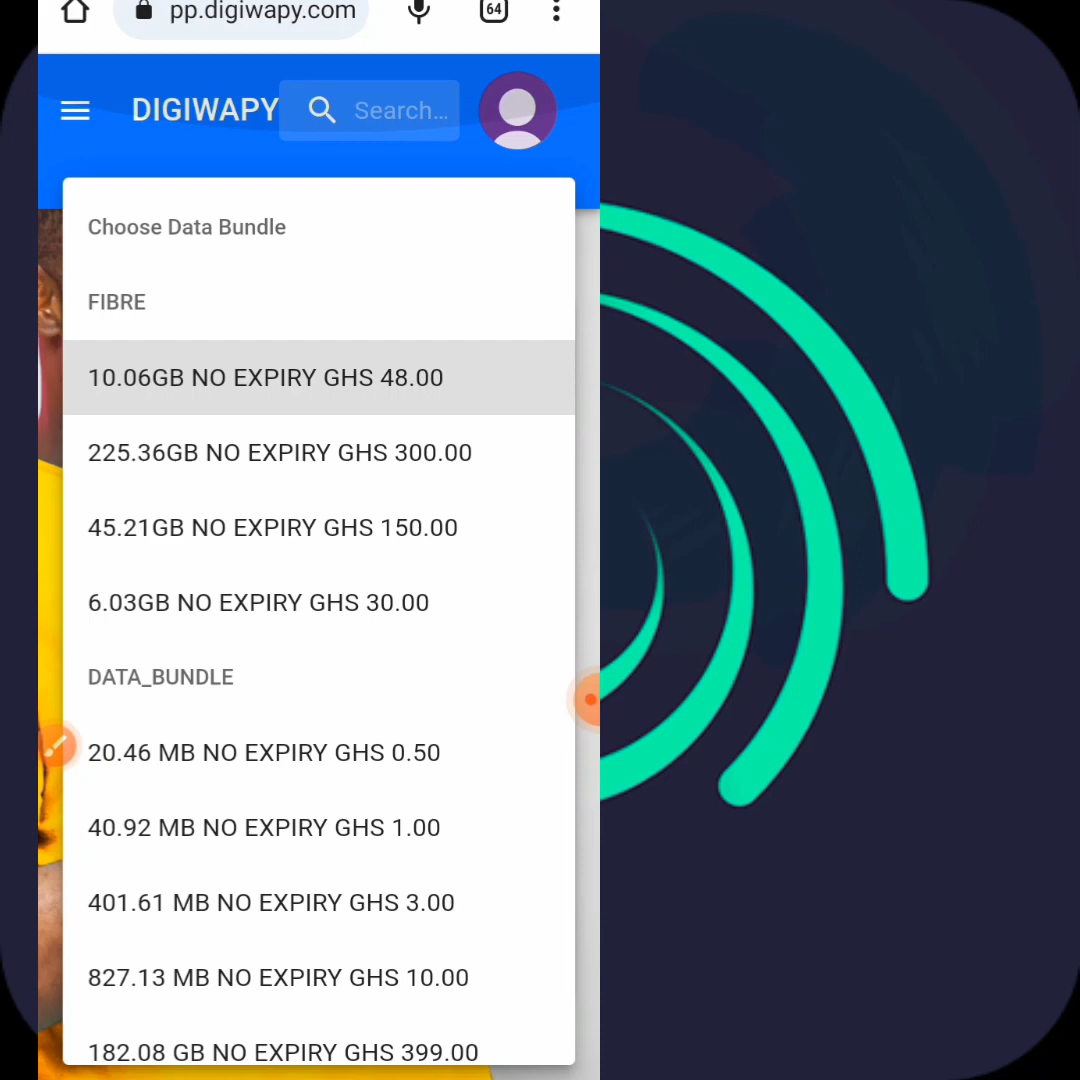 pp.digiwapy.com
64
DIGIWAPY
Search...
Choose Data Bundle
FIBRE
10.06GB NO EXPIRY GHS 48.00
225.36GB NO EXPIRY GHS 300.00
45.21GB NO EXPIRY GHS 150.00
6.03GB NO EXPIRY GHS 30.00
DATA_BUNDLE
20.46 MB NO EXPIRY GHS 0.50
40.92 MB NO EXPIRY GHS 1.00
401.61 MB NO EXPIRY GHS 3.00
827.13 MB NO EXPIRY GHS 10.00
182.08 GB NO EXPIRY GHS 399.00